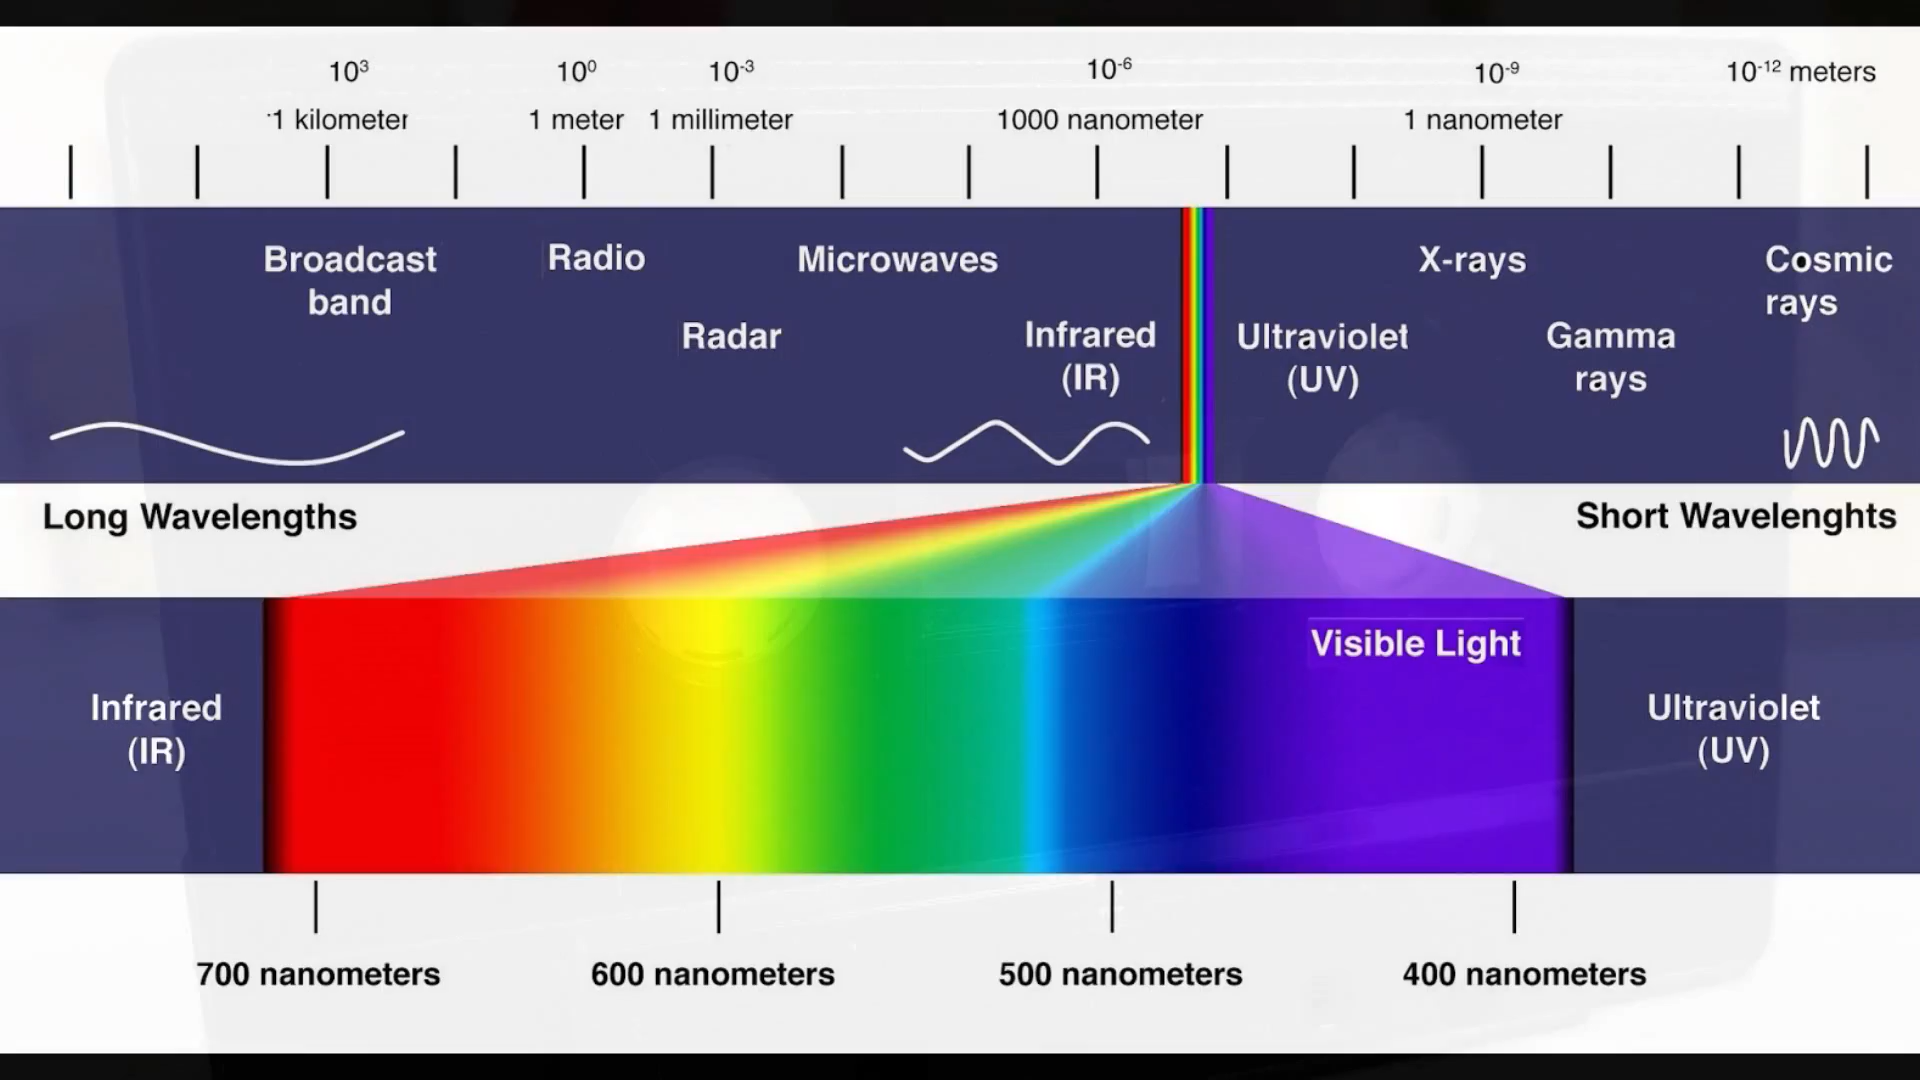 10³ 10⁰ 10⁻³ 10⁻⁶ 10⁻⁹ 10⁻¹² meters
1 kilometer 1 meter 1 millimeter 1000 nanometer 1 nanometer
Broadcast band
Radio
Radar
Microwaves
Infrared
(IR)
Ultraviolet
(UV)
X-rays
Gamma
rays
Cosmic
rays
Long Wavelengths
Short Wavelenghts
Visible Light
Infrared
(IR)
Ultraviolet
(UV)
700 nanometers 600 nanometers 500 nanometers 400 nanometers